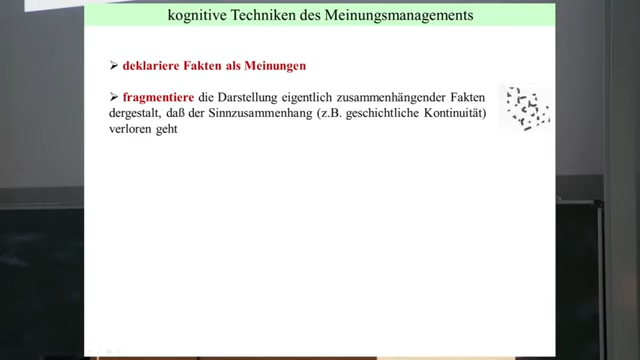 kognitive Techniken des Meinungsmanagements
➢ deklariere Fakten als Meinungen
➢ fragmentiere die Darstellung eigentlich zusammenhängender Fakten
dergestalt, daß der Sinnzusammenhang (z.B. geschichtliche Kontinuität)
verloren geht